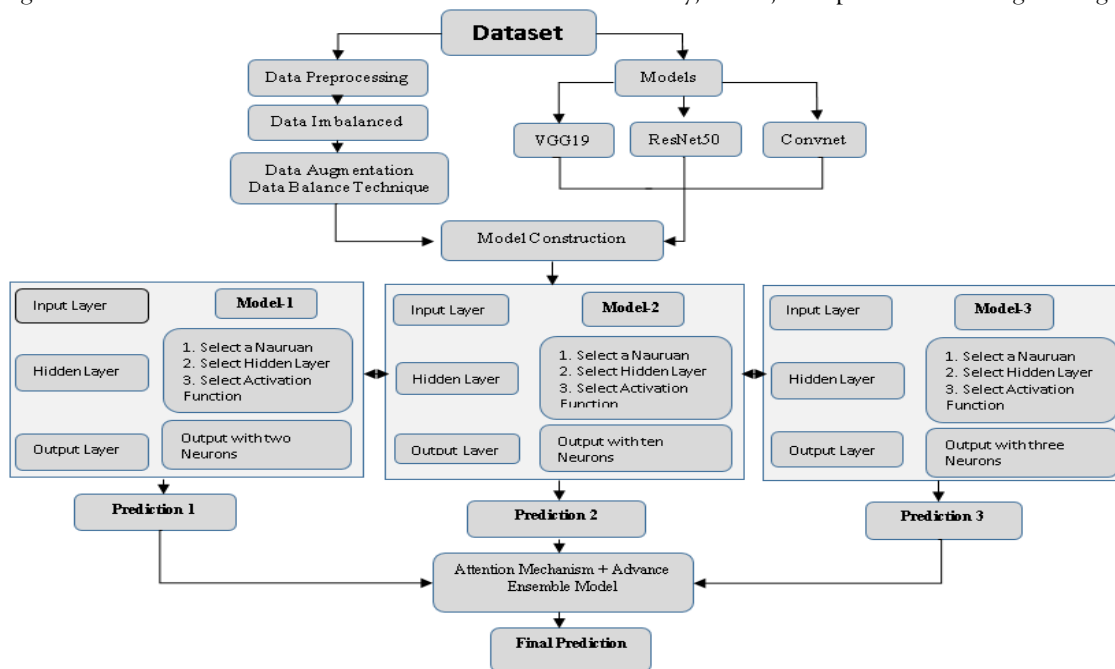 Dataset
Data Preprocessing
Models
Data Imbalanced
VGG19
ResNet50
Convnet
Data Augmentation
Data Balance Technique
Model Construction
Input Layer
Model-1
1. Select a Nauruan
2. Select Hidden Layer
3. Select Activation
Function
Hidden Layer
Output Layer
Output with two
Neurons
Input Layer
Model-2
1. Select a Nauruan
2. Select Hidden Layer
3. Select Activation
Function
Hidden Layer
Output Layer
Output with ten
Neurons
Input Layer
Model-3
1. Select a Nauruan
2. Select Hidden Layer
3. Select Activation
Function
Hidden Layer
Output Layer
Output with three
Neurons
Prediction 1
Prediction 2
Prediction 3
Attention Mechanism + Advance
Ensemble Model
Final Prediction